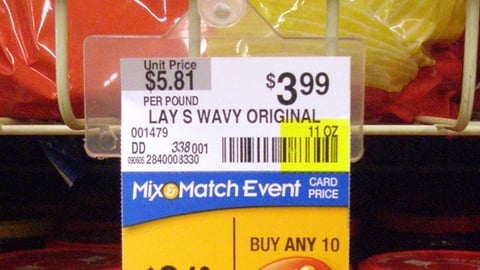 Unit Price
$5.81
PER POUND
$3.99
LAY S WAVY ORIGINAL
001479
11 OZ
DD 338 001
090605 2840008330
Mix & Match Event
CARD PRICE
BUY ANY 10